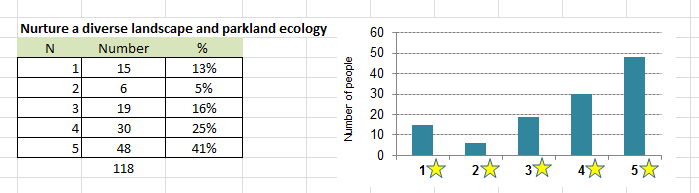 Nurture a diverse landscape and parkland ecology
N Number %
1 15 13%
2 6 5%
3 19 16%
4 30 25%
5 48 41%
118
Number of people
60
50
40
30
20
10
0
1 2 3 4 5